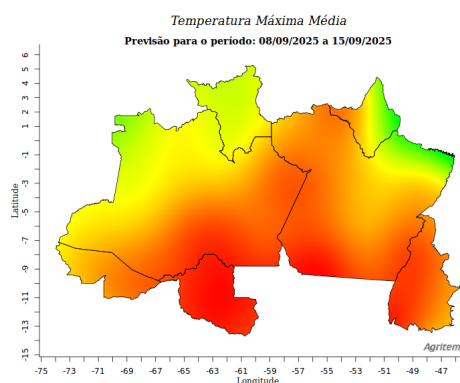 Temperatura Máxima Média
Previsão para o período: 08/09/2025 a 15/09/2025
6
5
4
3
2
1
-1
-3
-5
-7
-9
-11
-13
-15
Latitude
Agritem
-75 -73 -71 -69 -67 -65 -63 -61 -59 -57 -55 -53 -51 -49 -47
Longitude